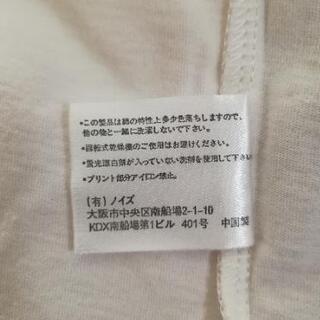 •この製品は綿の特性上多少色落ちしますので、
他の物と一緒に洗濯しないで下さい。
•回転式乾燥機のご使用はお避けください。
•蛍光漂白剤が入っていない洗剤を使用して下さい
•プリント部分アイロン禁止。
(有)ノイズ
大阪市中央区南船場2-1-10
KDX南船場第1ビル 401号 中国製